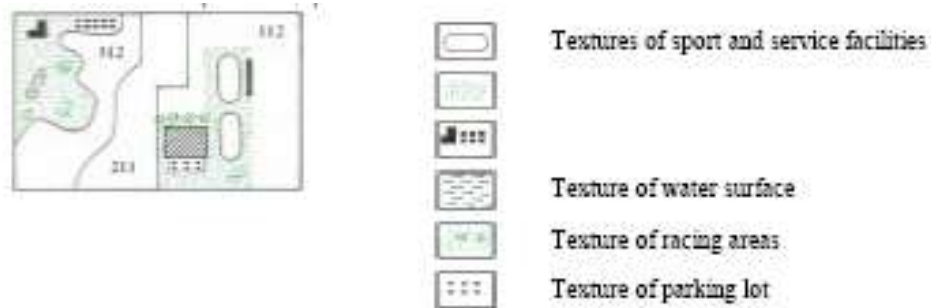 112
112
211
Textures of sport and service facilities
Texture of water surface
Texture of racing areas
Texture of parking lot